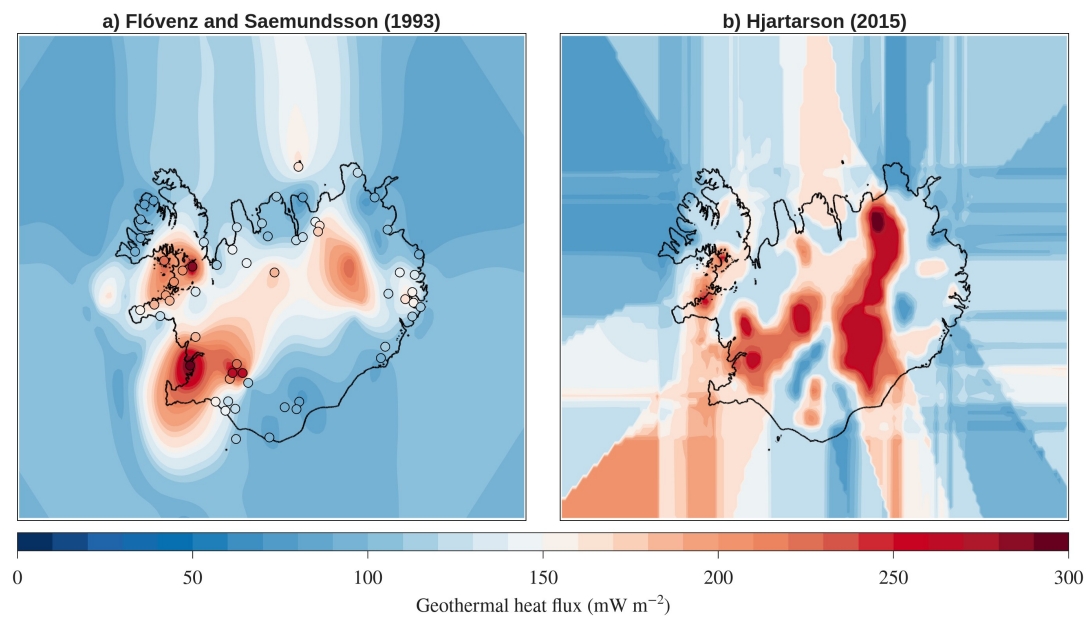 a) Flóvenz and Saemundsson (1993)
b) Hjartarson (2015)
0 50 100 150 200 250 300
Geothermal heat flux (mW m⁻²)